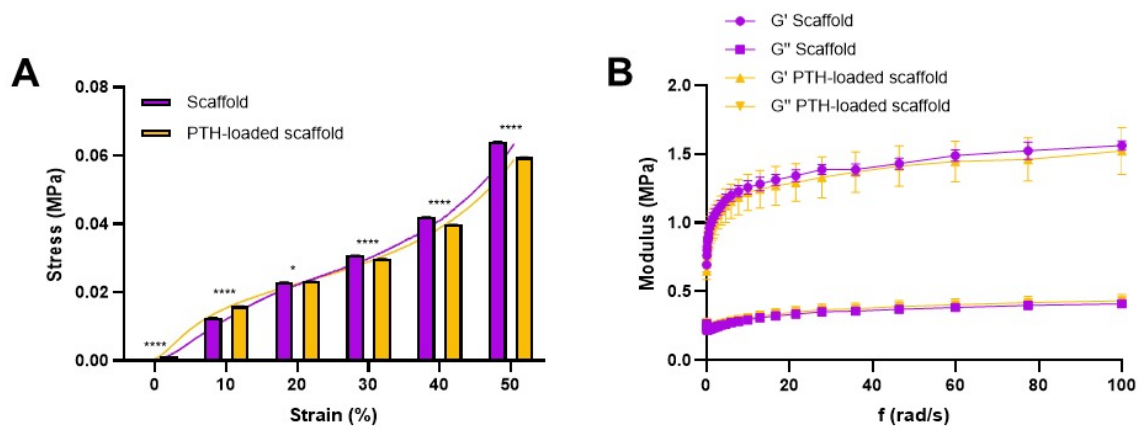 A
Stress (MPa)
0.08
0.06
0.04
0.02
0.00
Scaffold
PTH-loaded scaffold
****
****
*
****
****
****
0
10
20
30
40
50
Strain (%)
B
G' Scaffold
G" Scaffold
G' PTH-loaded scaffold
G" PTH-loaded scaffold
Modulus (MPa)
2.0
1.5
1.0
0.5
0.0
0
20
40
60
80
100
f (rad/s)